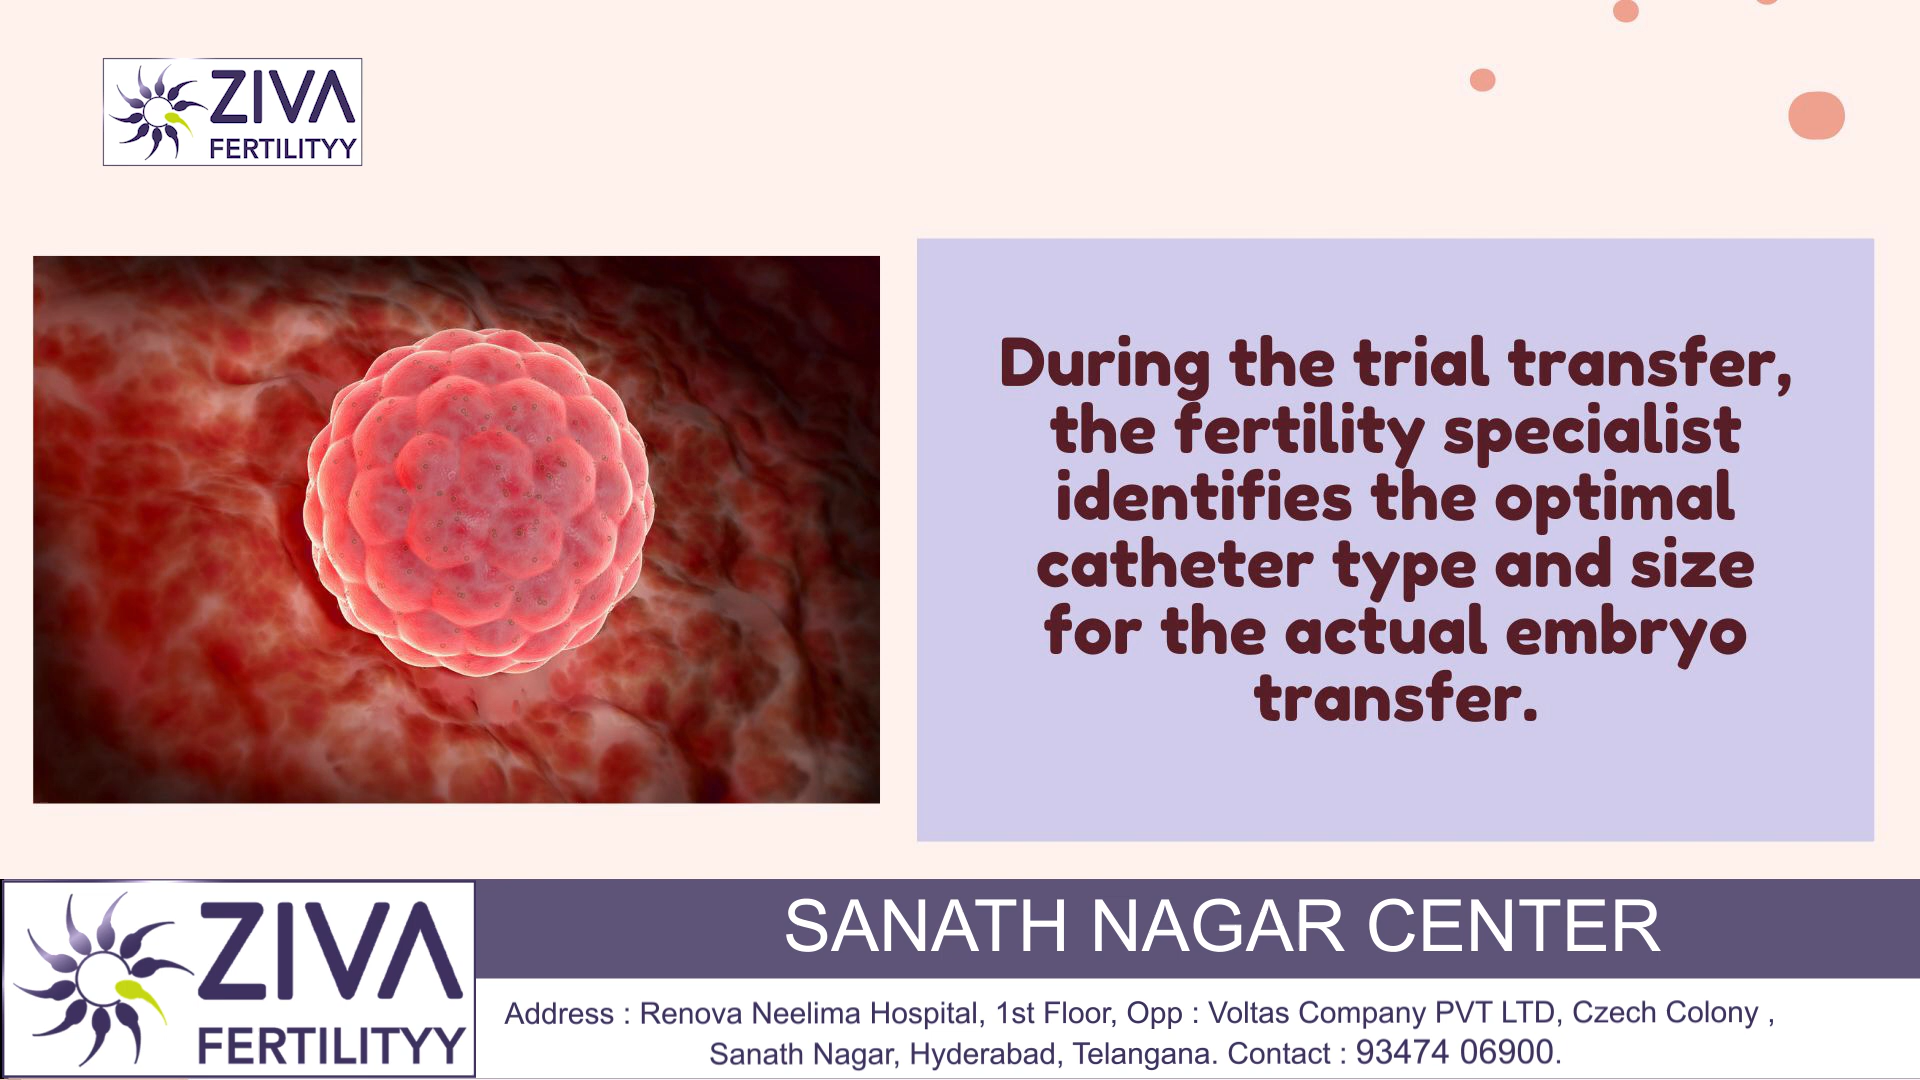 ZIVA
FERTILITYY
During the trial transfer,
the fertility specialist
identifies the optimal
catheter type and size
for the actual embryo
transfer.
ZIVA
FERTILITYY
SANATH NAGAR CENTER
Address : Renova Neelima Hospital, 1st Floor, Opp : Voltas Company PVT LTD, Czech Colony ,
Sanath Nagar, Hyderabad, Telangana. Contact : 93474 06900.